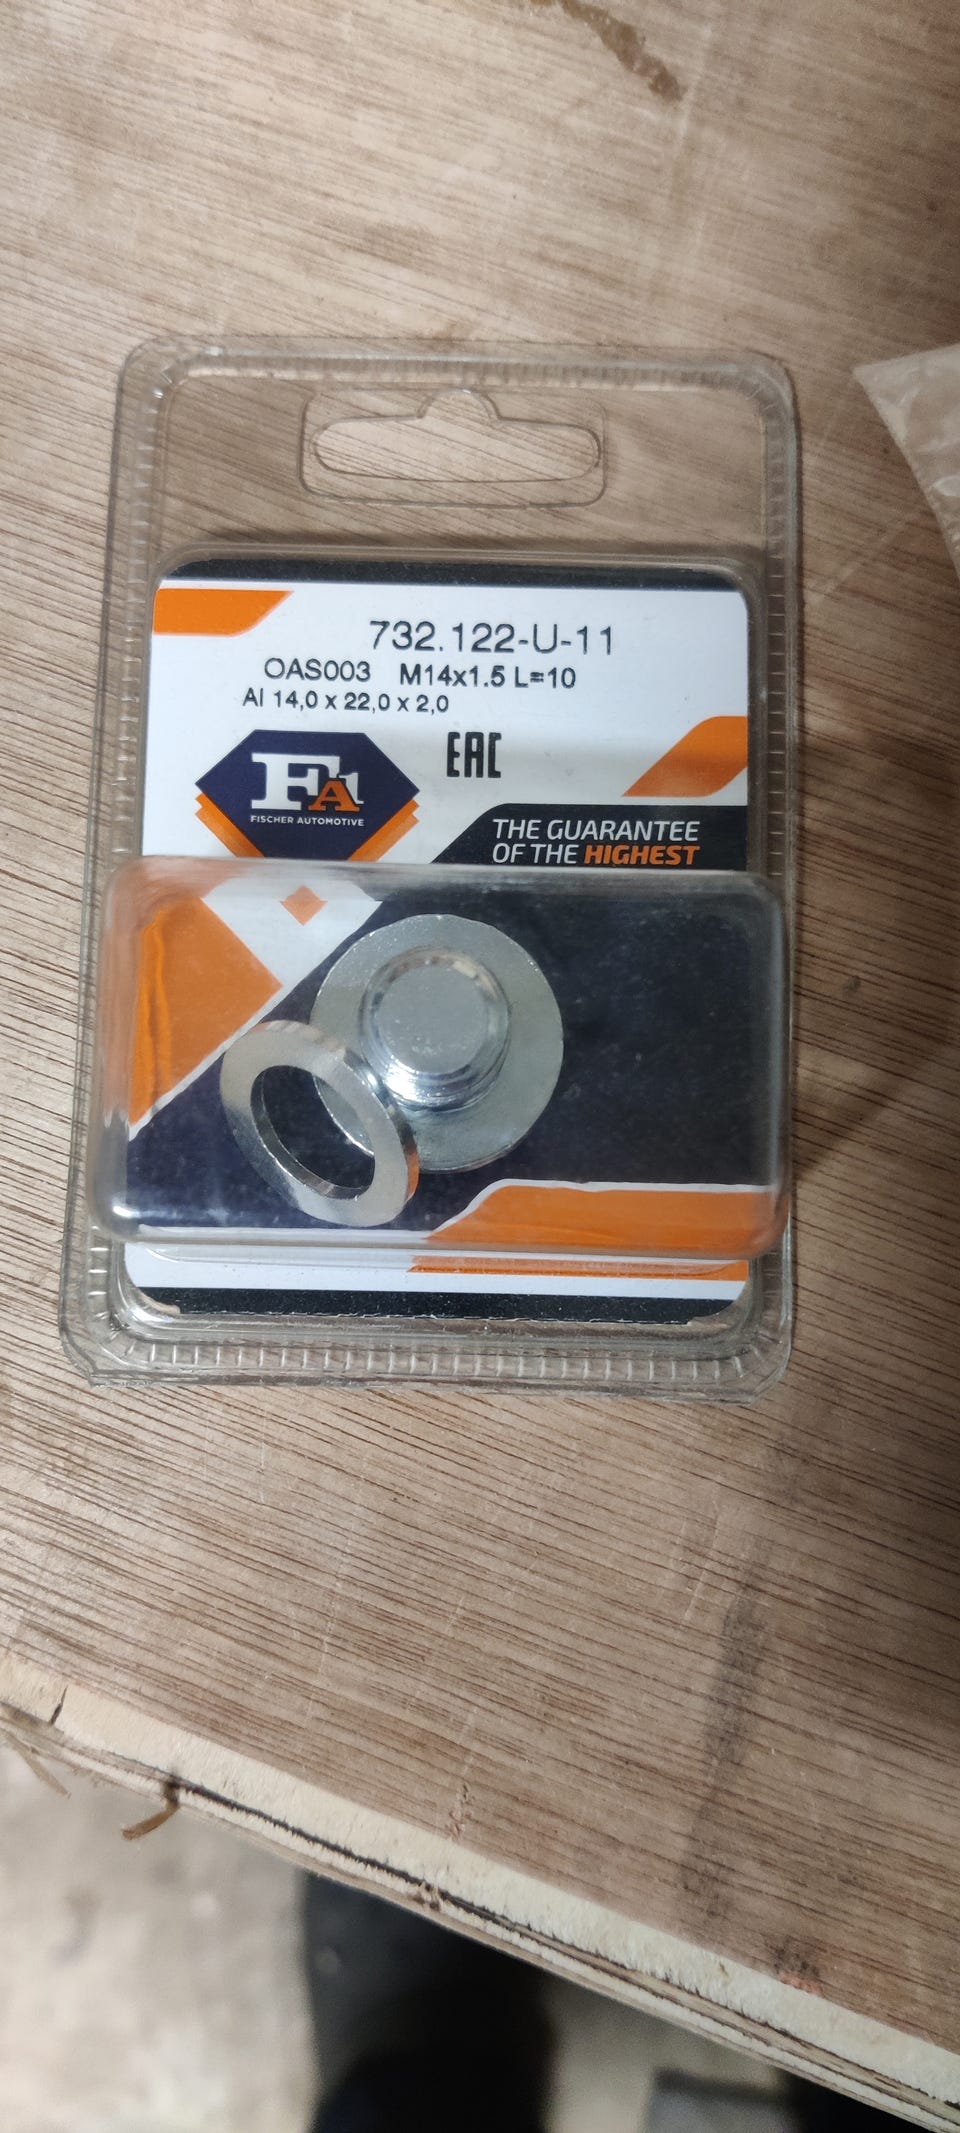 732.122-U-11
OAS003 M14x1.5 L=10
Al 14,0 x 22,0 x 2,0
EAC
FA1
FISCHER AUTOMOTIVE
THE GUARANTEE
OF THE HIGHEST